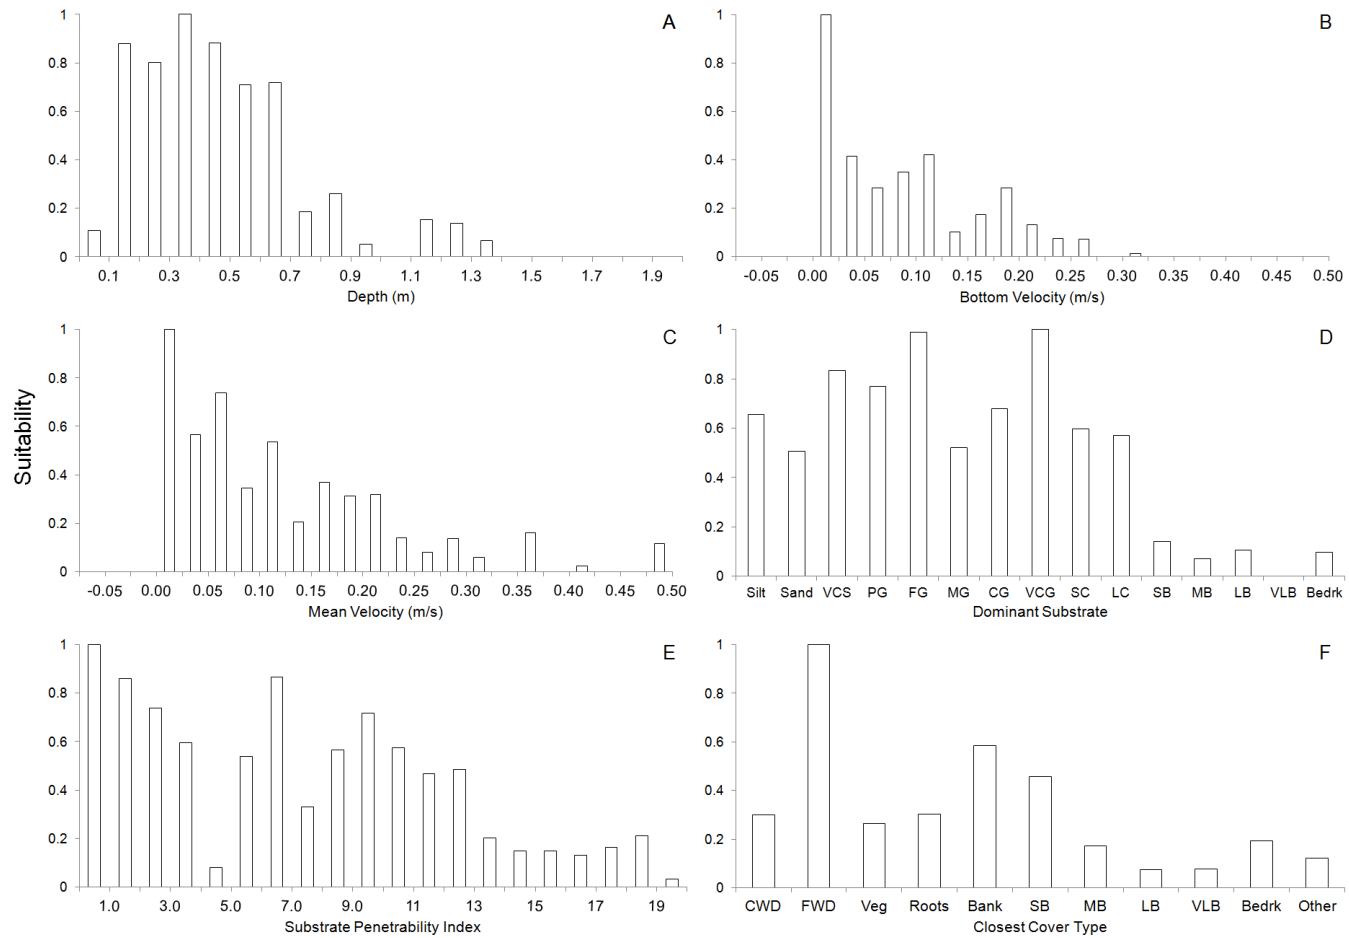 Suitability
A
1
0.8
0.6
0.4
0.2
0
0.1 0.3 0.5 0.7 0.9 1.1 1.3 1.5 1.7 1.9
Depth (m)
B
1
0.8
0.6
0.4
0.2
0
-0.05 0.00 0.05 0.10 0.15 0.20 0.25 0.30 0.35 0.40 0.45 0.50
Bottom Velocity (m/s)
C
1
0.8
0.6
0.4
0.2
0
-0.05 0.00 0.05 0.10 0.15 0.20 0.25 0.30 0.35 0.40 0.45 0.50
Mean Velocity (m/s)
D
1
0.8
0.6
0.4
0.2
0
Silt Sand VCS PG FG MG CG VCG SC LC SB MB LB VLB Bedrk
Dominant Substrate
E
1
0.8
0.6
0.4
0.2
0
1.0 3.0 5.0 7.0 9.0 11 13 15 17 19
Substrate Penetrability Index
F
1
0.8
0.6
0.4
0.2
0
CWD FWD Veg Roots Bank SB MB LB VLB Bedrk Other
Closest Cover Type